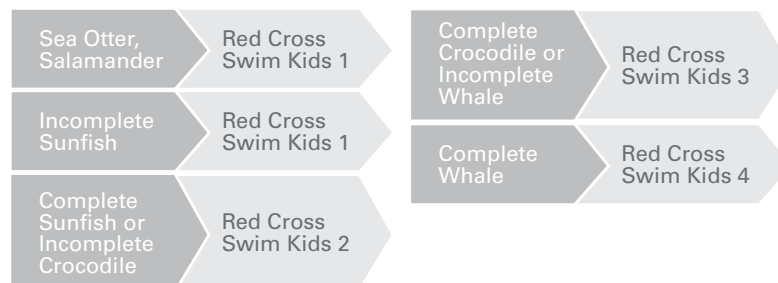 Sea Otter,
Salamander
Red Cross
Swim Kids 1
Incomplete
Sunfish
Red Cross
Swim Kids 1
Complete
Sunfish or
Incomplete
Crocodile
Red Cross
Swim Kids 2
Complete
Crocodile or
Incomplete
Whale
Red Cross
Swim Kids 3
Complete
Whale
Red Cross
Swim Kids 4